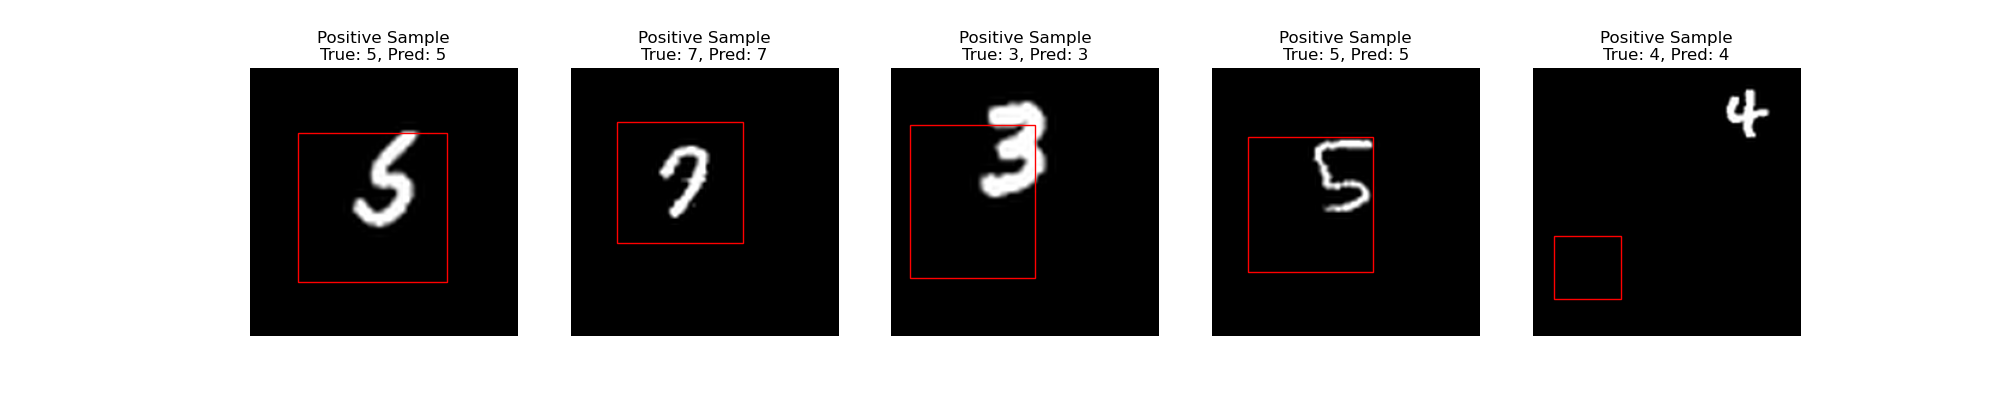 Positive Sample
True: 5, Pred: 5
Positive Sample
True: 7, Pred: 7
Positive Sample
True: 3, Pred: 3
Positive Sample
True: 5, Pred: 5
Positive Sample
True: 4, Pred: 4
5
7
3
5
4